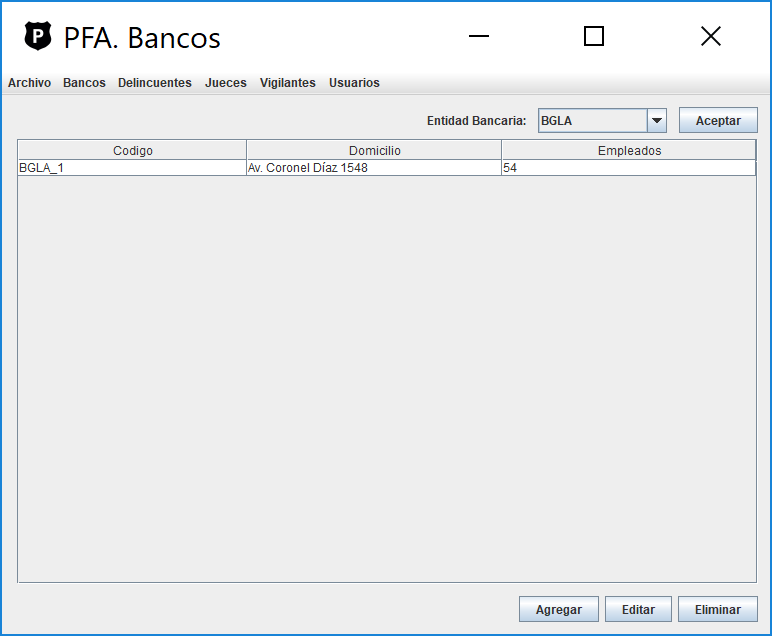 P PFA. Bancos
Archivo Bancos Delincuentes Jueces Vigilantes Usuarios
Entidad Bancaria: BGLA Aceptar
Codigo Domicilio Empleados
BGLA_1 Av. Coronel Díaz 1548 54
Agregar Editar Eliminar